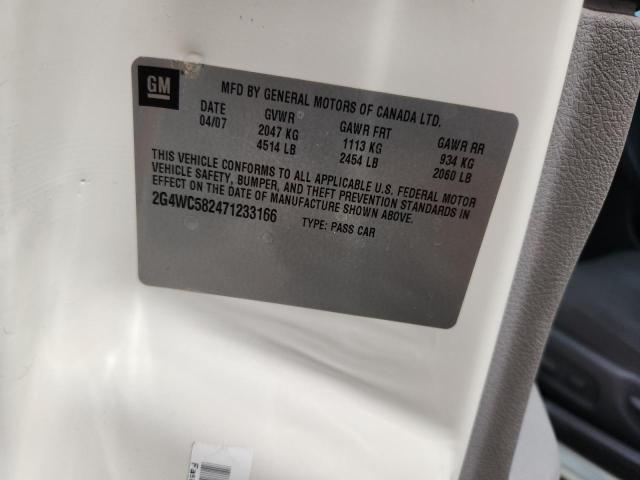 GM
MFD BY GENERAL MOTORS OF CANADA LTD.
DATE GVWR GAWR FRT GAWR RR
04/07 2047 KG 1113 KG 934 KG
4514 LB 2454 LB 2060 LB
THIS VEHICLE CONFORMS TO ALL APPLICABLE U.S. FEDERAL MOTOR
VEHICLE SAFETY, BUMPER, AND THEFT PREVENTION STANDARDS IN
EFFECT ON THE DATE OF MANUFACTURE SHOWN ABOVE.
2G4WC582471233166 TYPE: PASS CAR
Fas